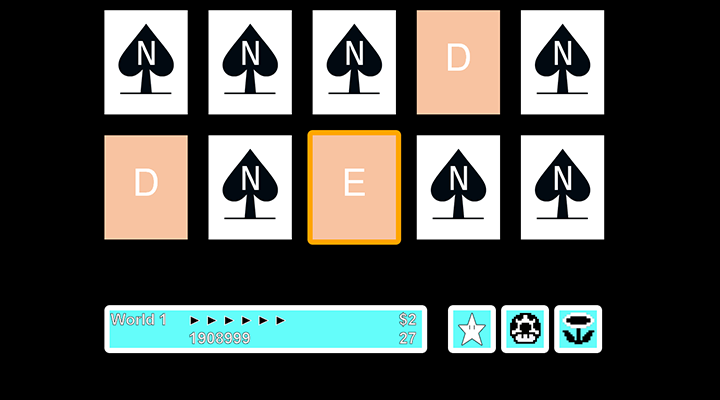 N N N D N
D N E N N
World 1 ► ► ► ► ► ► $2
1908999 27